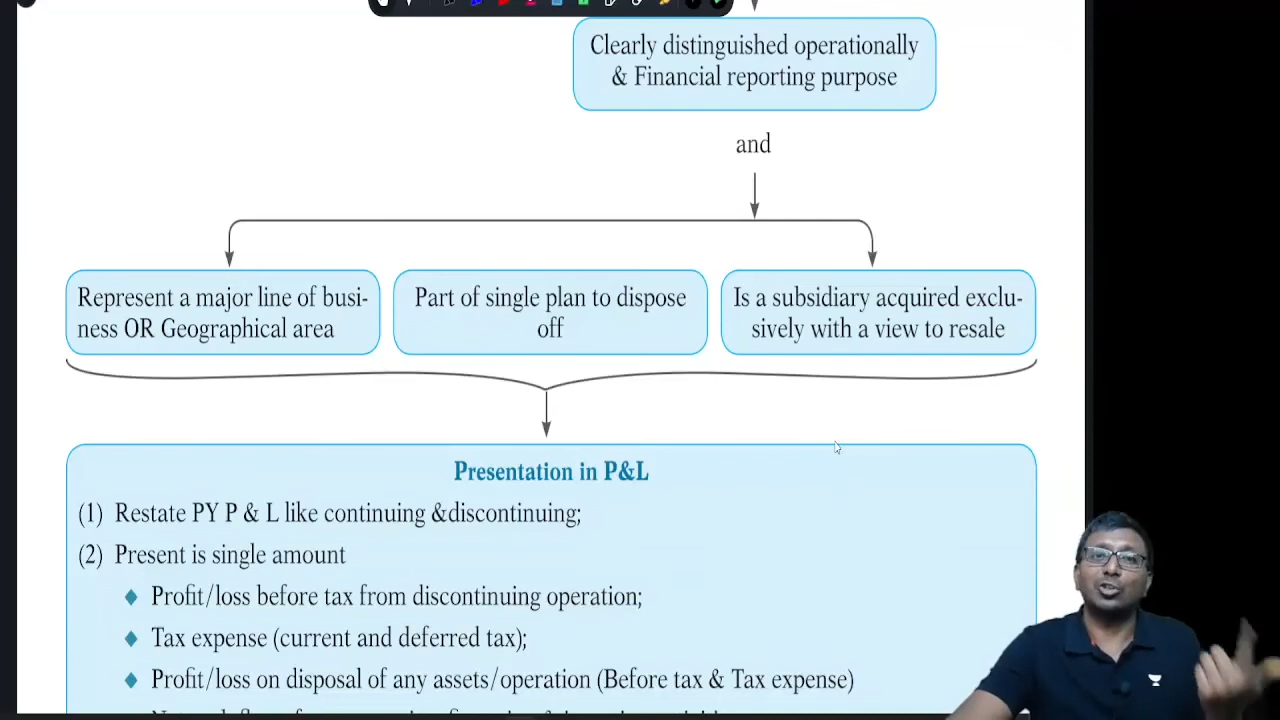 Clearly distinguished operationally
& Financial reporting purpose
and
Represent a major line of busi-
ness OR Geographical area
Part of single plan to dispose
off
Is a subsidiary acquired exclu-
sively with a view to resale
Presentation in P&L
(1) Restate PY P & L like continuing &discontinuing;
(2) Present is single amount
♦ Profit/loss before tax from discontinuing operation;
♦ Tax expense (current and deferred tax);
♦ Profit/loss on disposal of any assets/operation (Before tax & Tax expense)